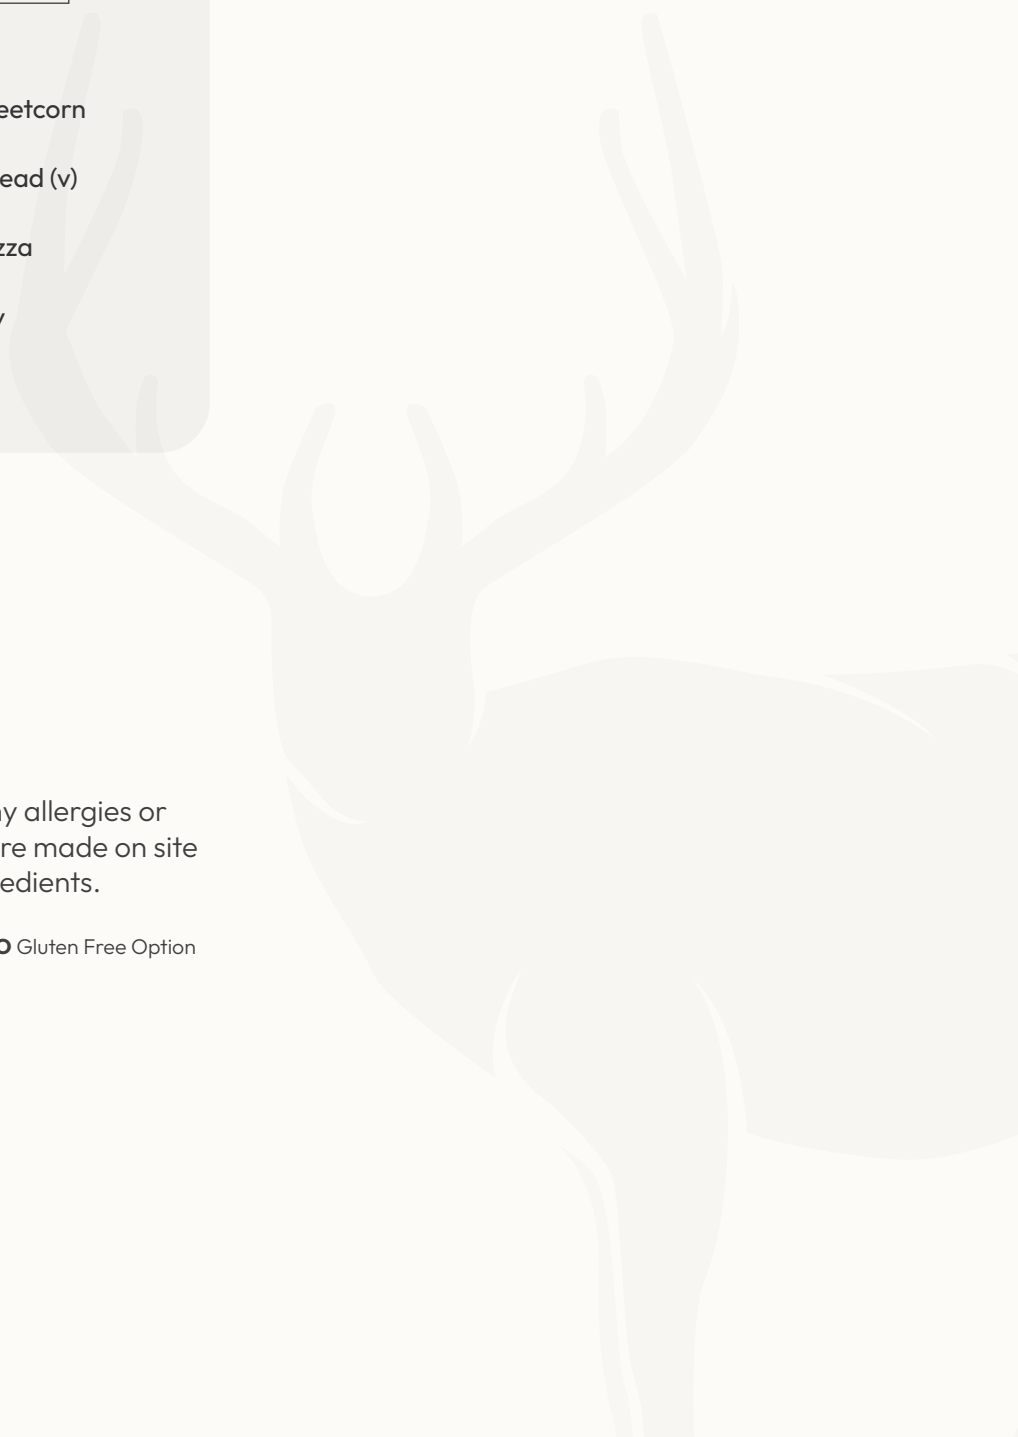 eetcorn
ead (v)
zza
y
y allergies or
re made on site
edients.
O Gluten Free Option